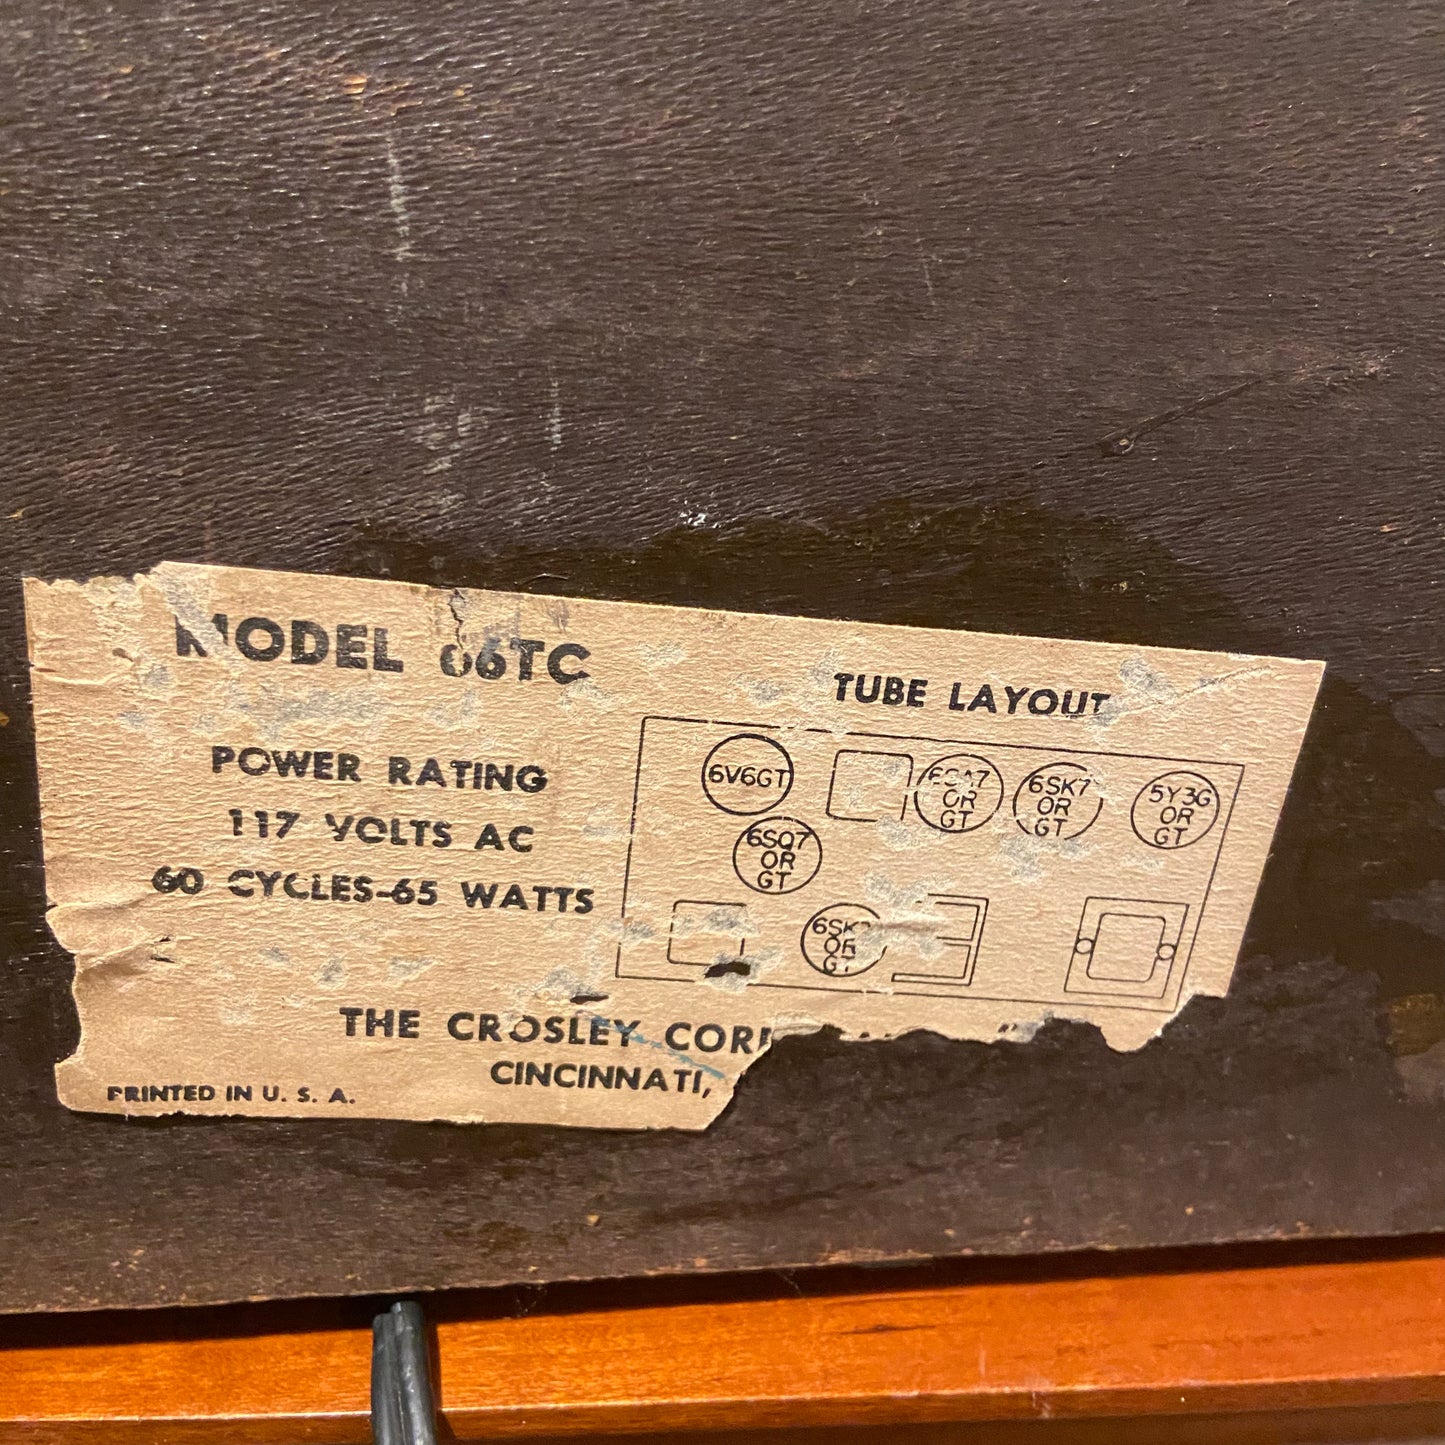 MODEL 66TC
POWER RATING
117 VOLTS AC
60 CYCLES-65 WATTS
TUBE LAYOUT
6V6GT
6SA7
OR
GT
6SK7
OR
GT
5Y3G
OR
GT
6SQ7
OR
GT
6SK
OR
GT
THE CROSLEY COR
CINCINNATI,
PRINTED IN U. S. A.